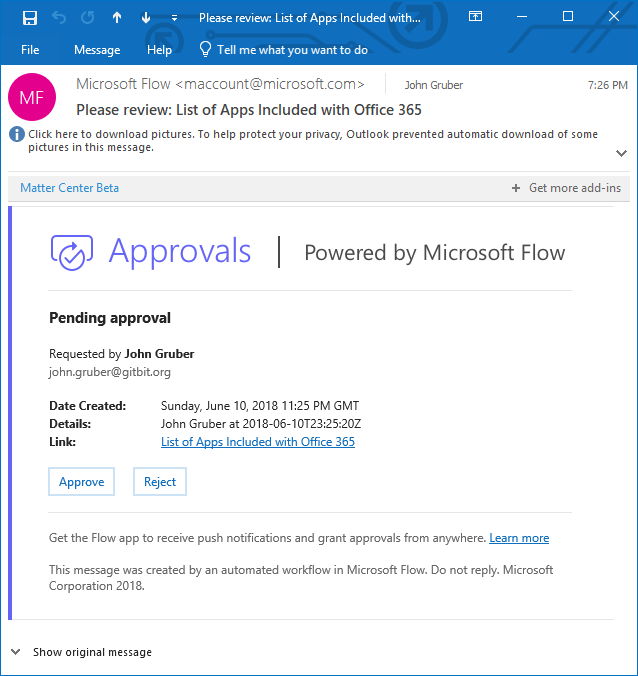 Please review: List of Apps Included with...
File Message Help Tell me what you want to do
MF
Microsoft Flow <maccount@microsoft.com> John Gruber 7:26 PM
Please review: List of Apps Included with Office 365
Click here to download pictures. To help protect your privacy, Outlook prevented automatic download of some
pictures in this message.
Matter Center Beta + Get more add-ins
Approvals | Powered by Microsoft Flow
Pending approval
Requested by John Gruber
john.gruber@gitbit.org
Date Created: Sunday, June 10, 2018 11:25 PM GMT
Details: John Gruber at 2018-06-10T23:25:20Z
Link: List of Apps Included with Office 365
Approve Reject
Get the Flow app to receive push notifications and grant approvals from anywhere. Learn more
This message was created by an automated workflow in Microsoft Flow. Do not reply. Microsoft
Corporation 2018.
Show original message